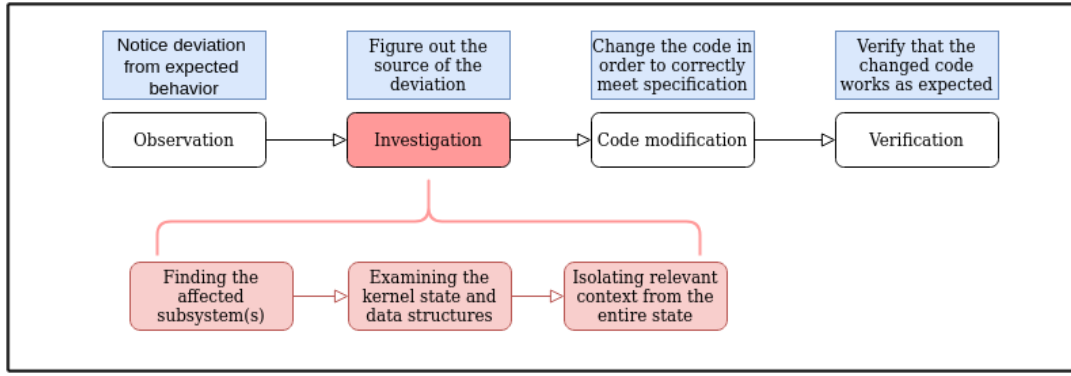 Notice deviation
from expected
behavior
Figure out the
source of the
deviation
Change the code in
order to correctly
meet specification
Verify that the
changed code
works as expected
Observation
Investigation
Code modification
Verification
Finding the
affected
subsystem(s)
Examining the
kernel state and
data structures
Isolating relevant
context from the
entire state